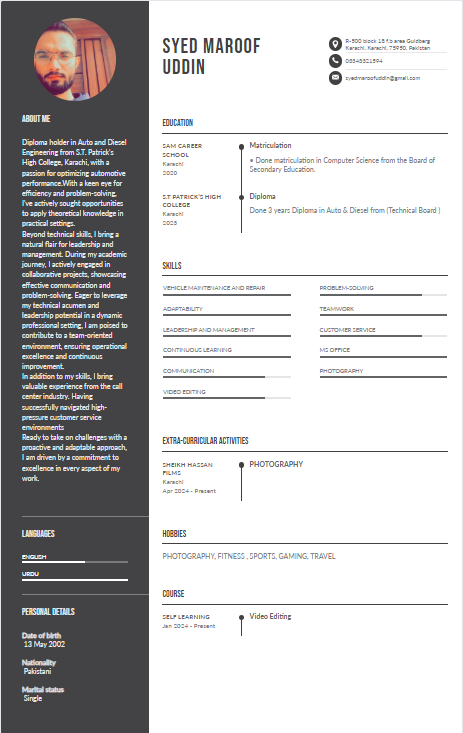 SYED MAROOF
UDDIN
R-500 block 18 f.b area Gulzberg
Karachi, Karachi, 75950, Pakistan
03343521594
syedmaroofuddin@gmail.com
ABOUT ME
Diploma holder in Auto and Diesel
Engineering from S.T. Patrick's
High College, Karachi, with a
passion for optimizing automotive
performance.With a keen eye for
efficiency and problem-solving,
I've actively sought opportunities
to apply theoretical knowledge in
practical settings.
Beyond technical skills, I bring a
natural flair for leadership and
management. During my academic
journey, I actively engaged in
collaborative projects, showcasing
effective communication and
problem-solving. Eager to leverage
my technical acumen and
leadership potential in a dynamic
professional setting, I am poised to
contribute to a team-oriented
environment, ensuring operational
excellence and continuous
improvement.
In addition to my skills, I bring
valuable experience from the call
center industry. Having
successfully navigated high-
pressure customer service
environments
Ready to take on challenges with a
proactive and adaptable approach,
I am driven by a commitment to
excellence in every aspect of my
work.
LANGUAGES
ENGLISH
URDU
PERSONAL DETAILS
Date of birth
13 May 2002
Nationality
Pakistani
Marital status
Single
EDUCATION
SAM CAREER
SCHOOL
Karachi
2020
Matriculation
• Done matriculation in Computer Science from the Board of
Secondary Education.
S.T PATRICK'S HIGH
COLLEGE
Karachi
2023
Diploma
Done 3 years Diploma in Auto & Diesel from (Technical Board )
SKILLS
VEHICLE MAINTENANCE AND REPAIR
PROBLEM-SOLVING
ADAPTABILITY
TEAMWORK
LEADERSHIP AND MANAGEMENT
CUSTOMER SERVICE
CONTINUOUS LEARNING
MS OFFICE
COMMUNICATION
PHOTOGRAPHY
VIDEO EDITING
EXTRA-CURRICULAR ACTIVITIES
SHEIKH HASSAN
FILMS
Karachi
Apr 2024 - Present
PHOTOGRAPHY
HOBBIES
PHOTOGRAPHY, FITNESS , SPORTS, GAMING, TRAVEL
COURSE
SELF LEARNING
Jan 2024 - Present
Video Editing